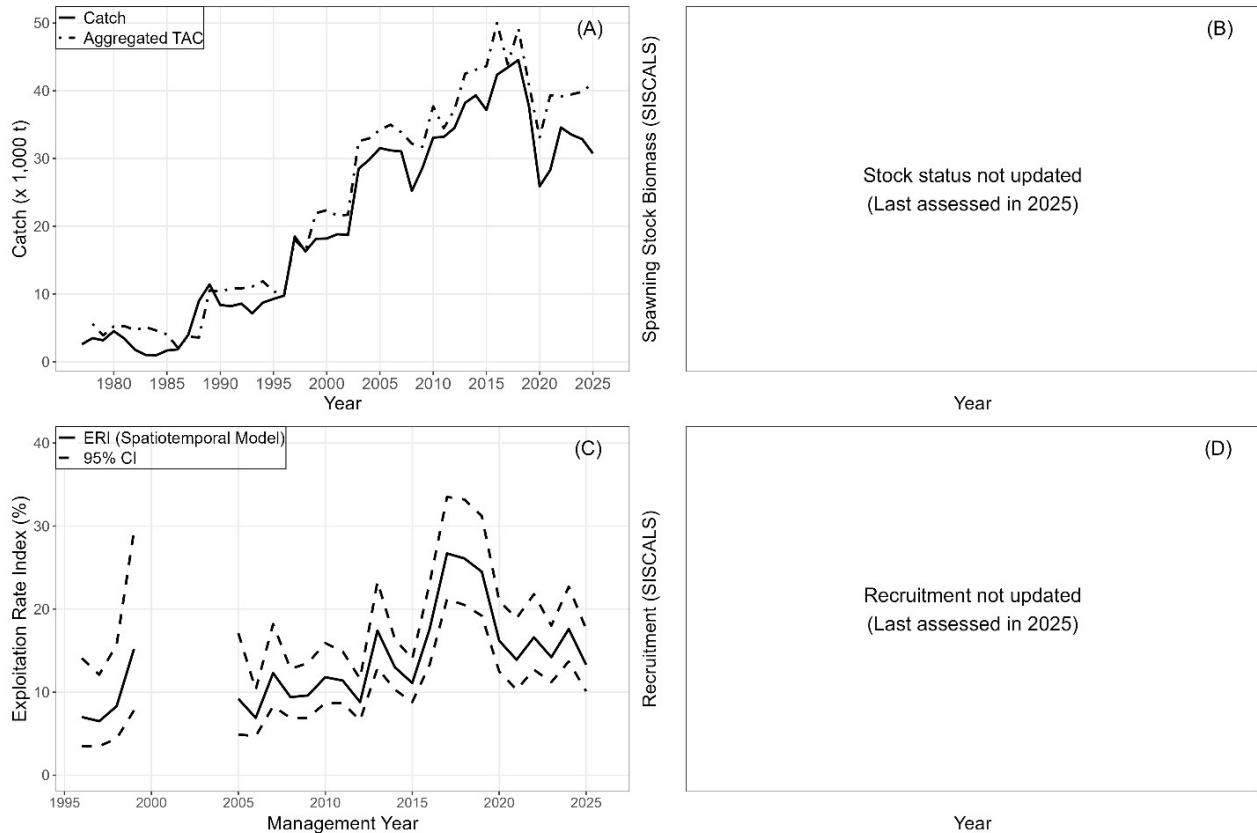 Catch
Aggregated TAC
(A)
Catch (x 1,000 t)
50
40
30
20
10
0
1980 1985 1990 1995 2000 2005 2010 2015 2020 2025
Year
(B)
Spawning Stock Biomass (SISCALS)
Stock status not updated
(Last assessed in 2025)
Year
ERI (Spatiotemporal Model)
95% CI
(C)
Exploitation Rate Index (%)
40
30
20
10
0
1995 2000 2005 2010 2015 2020 2025
Management Year
(D)
Recruitment (SISCALS)
Recruitment not updated
(Last assessed in 2025)
Year